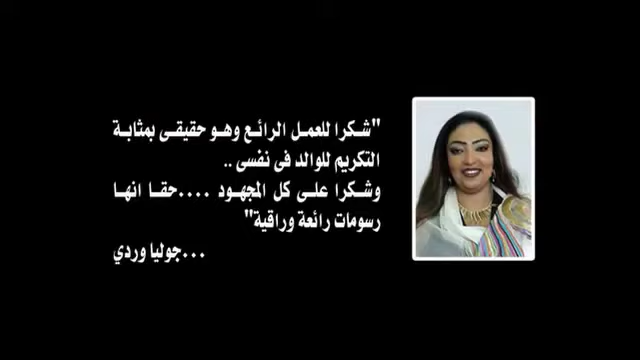 "شكرا للعمل الرائع وهو حقيقى بمثابة
التكريم للوالد فى نفسى ..
وشكرا على كل المجهود ....حقا انها
رسومات رائعة وراقية"
...جوليا وردي